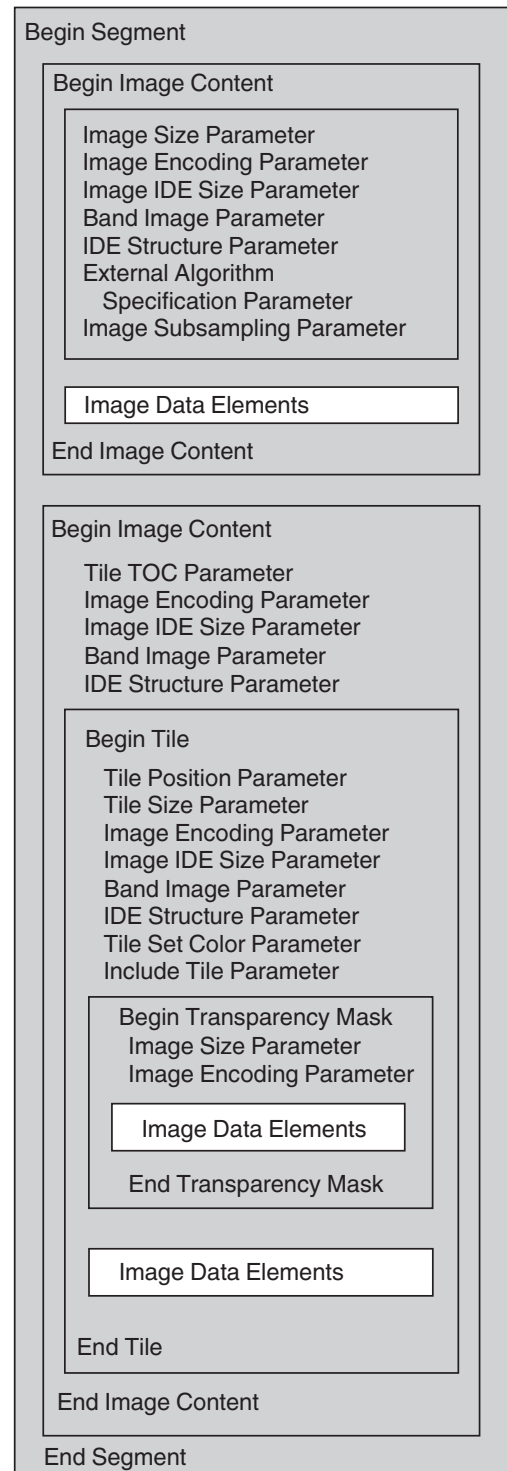 Begin Segment
Begin Image Content
Image Size Parameter
Image Encoding Parameter
Image IDE Size Parameter
Band Image Parameter
IDE Structure Parameter
External Algorithm
Specification Parameter
Image Subsampling Parameter
Image Data Elements
End Image Content
Begin Image Content
Tile TOC Parameter
Image Encoding Parameter
Image IDE Size Parameter
Band Image Parameter
IDE Structure Parameter
Begin Tile
Tile Position Parameter
Tile Size Parameter
Image Encoding Parameter
Image IDE Size Parameter
Band Image Parameter
IDE Structure Parameter
Tile Set Color Parameter
Include Tile Parameter
Begin Transparency Mask
Image Size Parameter
Image Encoding Parameter
Image Data Elements
End Transparency Mask
Image Data Elements
End Tile
End Image Content
End Segment